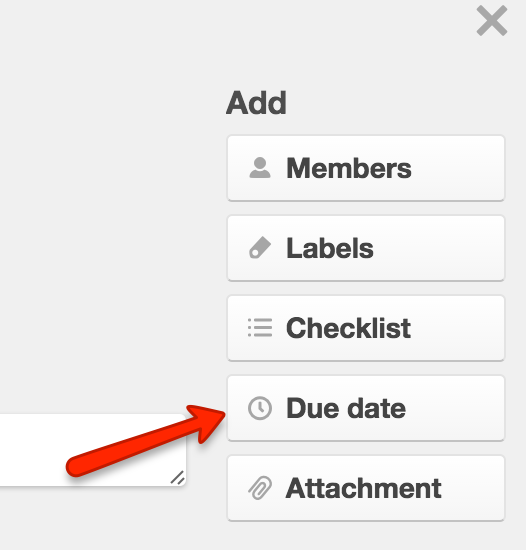 Add
Members
Labels
Checklist
Due date
Attachment